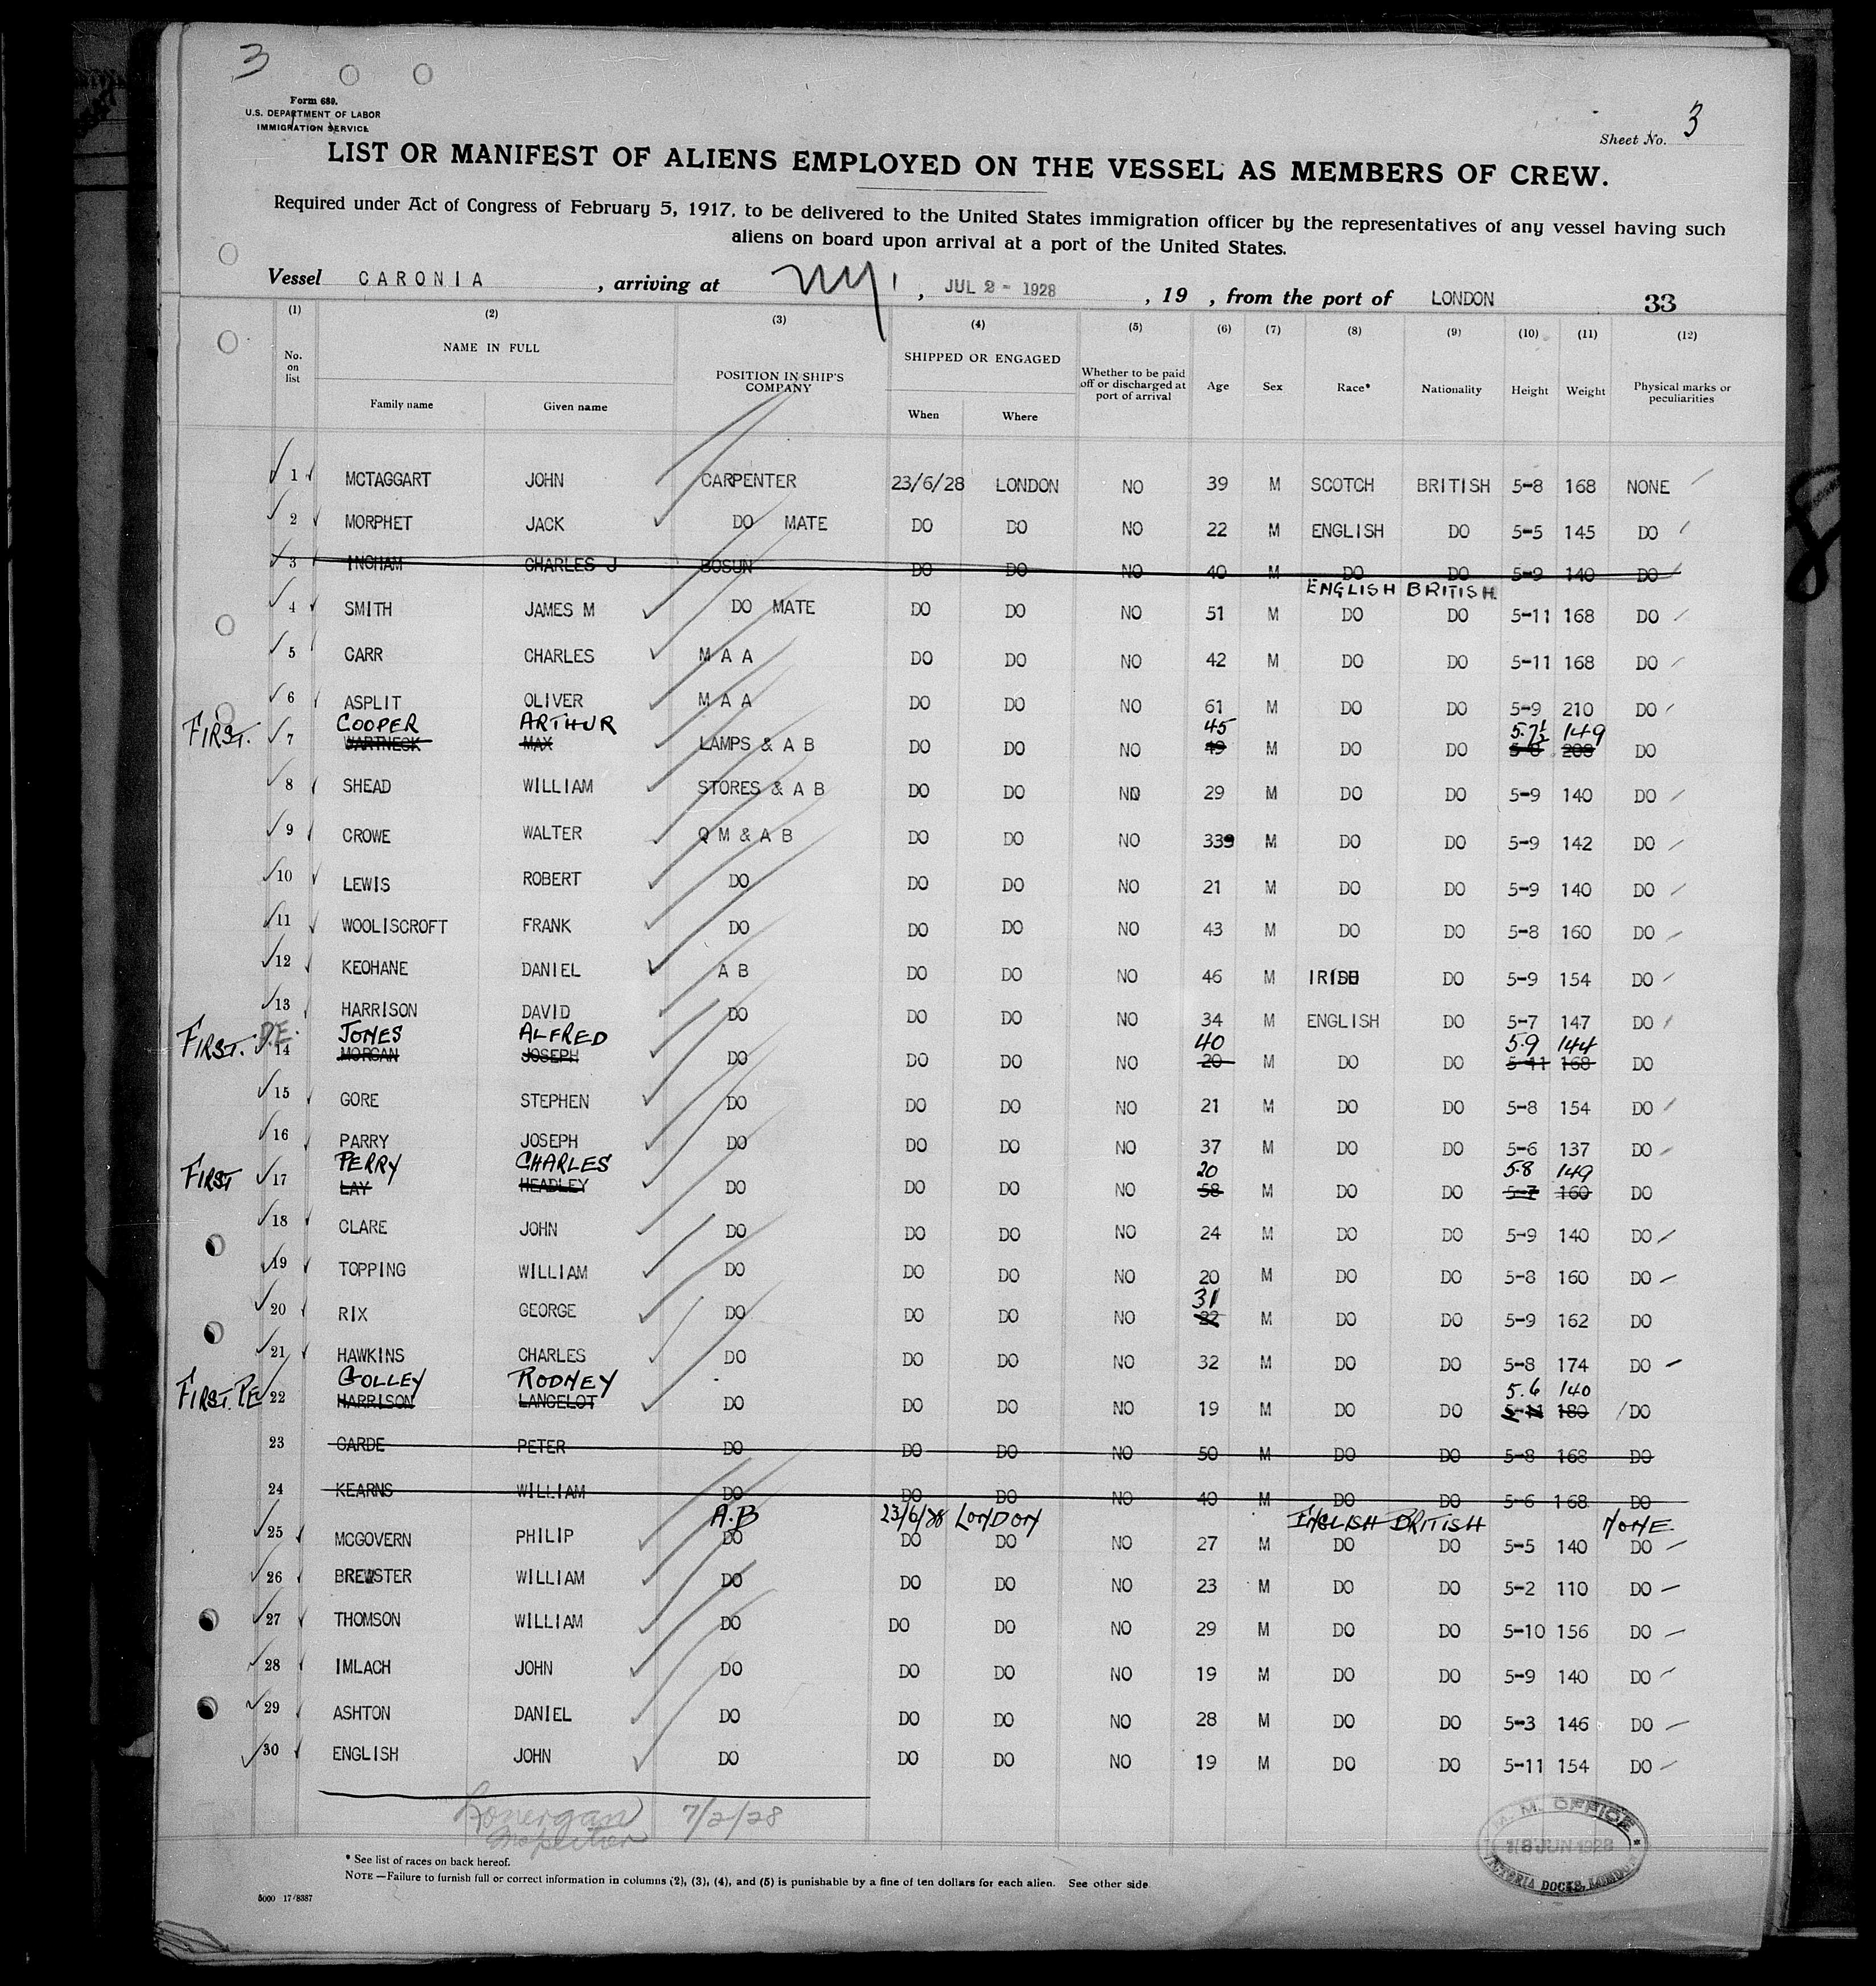 3
Form 689.
U.S. DEPARTMENT OF LABOR
IMMIGRATION SERVICE
Sheet No. 3
LIST OR MANIFEST OF ALIENS EMPLOYED ON THE VESSEL AS MEMBERS OF CREW.
Required under Act of Congress of February 5, 1917, to be delivered to the United States immigration officer by the representatives of any vessel having such
aliens on board upon arrival at a port of the United States.
Vessel CARONIA , arriving at NY. , JUL 2 - 1928 , 19 , from the port of LONDON 33
(1) (2) (3) (4) (5) (6) (7) (8) (9) (10) (11) (12)
No. on list NAME IN FULL POSITION IN SHIP'S COMPANY SHIPPED OR ENGAGED Whether to be paid off or discharged at port of arrival Age Sex Race* Nationality Height Weight Physical marks or peculiarities
Family name Given name When Where
1 MCTAGGART JOHN CARPENTER 23/6/28 LONDON NO 39 M SCOTCH BRITISH 5-8 168 NONE
2 MORPHET JACK DO MATE DO DO NO 22 M ENGLISH DO 5-5 145 DO
3 INGHAM CHARLES J BOSUN DO DO NO 40 M DO DO 5-9 140 DO
ENGLISH BRITISH
4 SMITH JAMES M DO MATE DO DO NO 51 M DO DO 5-11 168 DO
5 CARR CHARLES M A A DO DO NO 42 M DO DO 5-11 168 DO
6 ASPLIT OLIVER M A A DO DO NO 61 M DO DO 5-9 210 DO
COOPER ARTHUR 45 5.7½ 149
FIRST. 7 WARTNECK MAX LAMPS & A B DO DO NO 49 M DO DO 5-8 208 DO
8 SHEAD WILLIAM STORES & A B DO DO NO 29 M DO DO 5-9 140 DO
9 CROWE WALTER Q M & A B DO DO NO 339 M DO DO 5-9 142 DO
10 LEWIS ROBERT DO DO DO NO 21 M DO DO 5-9 140 DO
11 WOOLISCROFT FRANK DO DO DO NO 43 M DO DO 5-8 160 DO
12 KEOHANE DANIEL A B DO DO NO 46 M IRISH DO 5-9 154 DO
13 HARRISON DAVID DO DO DO NO 34 M ENGLISH DO 5-7 147 DO
JONES ALFRED 40 5.9 144
FIRST. P.E. 14 MORGAN JOSEPH DO DO DO NO 20 M DO DO 5-11 168 DO
15 GORE STEPHEN DO DO DO NO 21 M DO DO 5-8 154 DO
16 PARRY JOSEPH DO DO DO NO 37 M DO DO 5-6 137 DO
PERRY CHARLES 20 5.8 149
FIRST 17 LAY HEADLEY DO DO DO NO 58 M DO DO 5-7 160 DO
18 CLARE JOHN DO DO DO NO 24 M DO DO 5-9 140 DO
19 TOPPING WILLIAM DO DO DO NO 20 M DO DO 5-8 160 DO
31
20 RIX GEORGE DO DO DO NO 22 M DO DO 5-9 162 DO
21 HAWKINS CHARLES DO DO DO NO 32 M DO DO 5-8 174 DO
GOLLEY RODNEY 5.6 140
FIRST. P.E. 22 HARRISON LANCELOT DO DO DO NO 19 M DO DO 5-11 180 DO
23 CARDE PETER DO DO DO NO 50 M DO DO 5-8 168 DO
24 KEARNS WILLIAM DO DO DO NO 40 M DO DO 5-6 168 DO
A.B 23/6/28 LONDON ENGLISH BRITISH NONE
25 MCGOVERN PHILIP DO DO DO NO 27 M DO DO 5-5 140 DO
26 BREWSTER WILLIAM DO DO DO NO 23 M DO DO 5-2 110 DO
27 THOMSON WILLIAM DO DO DO NO 29 M DO DO 5-10 156 DO
28 IMLACH JOHN DO DO DO NO 19 M DO DO 5-9 140 DO
29 ASHTON DANIEL DO DO DO NO 28 M DO DO 5-3 146 DO
30 ENGLISH JOHN DO DO DO NO 19 M DO DO 5-11 154 DO
Lonergan 7/2/28
Inspector
M. M. OFFICE
18 JUN 1928
VICTORIA DOCKS, LONDON
* See list of races on back hereof.
NOTE.—Failure to furnish full or correct information in columns (2), (3), (4), and (5) is punishable by a fine of ten dollars for each alien. See other side
5000 17/8387